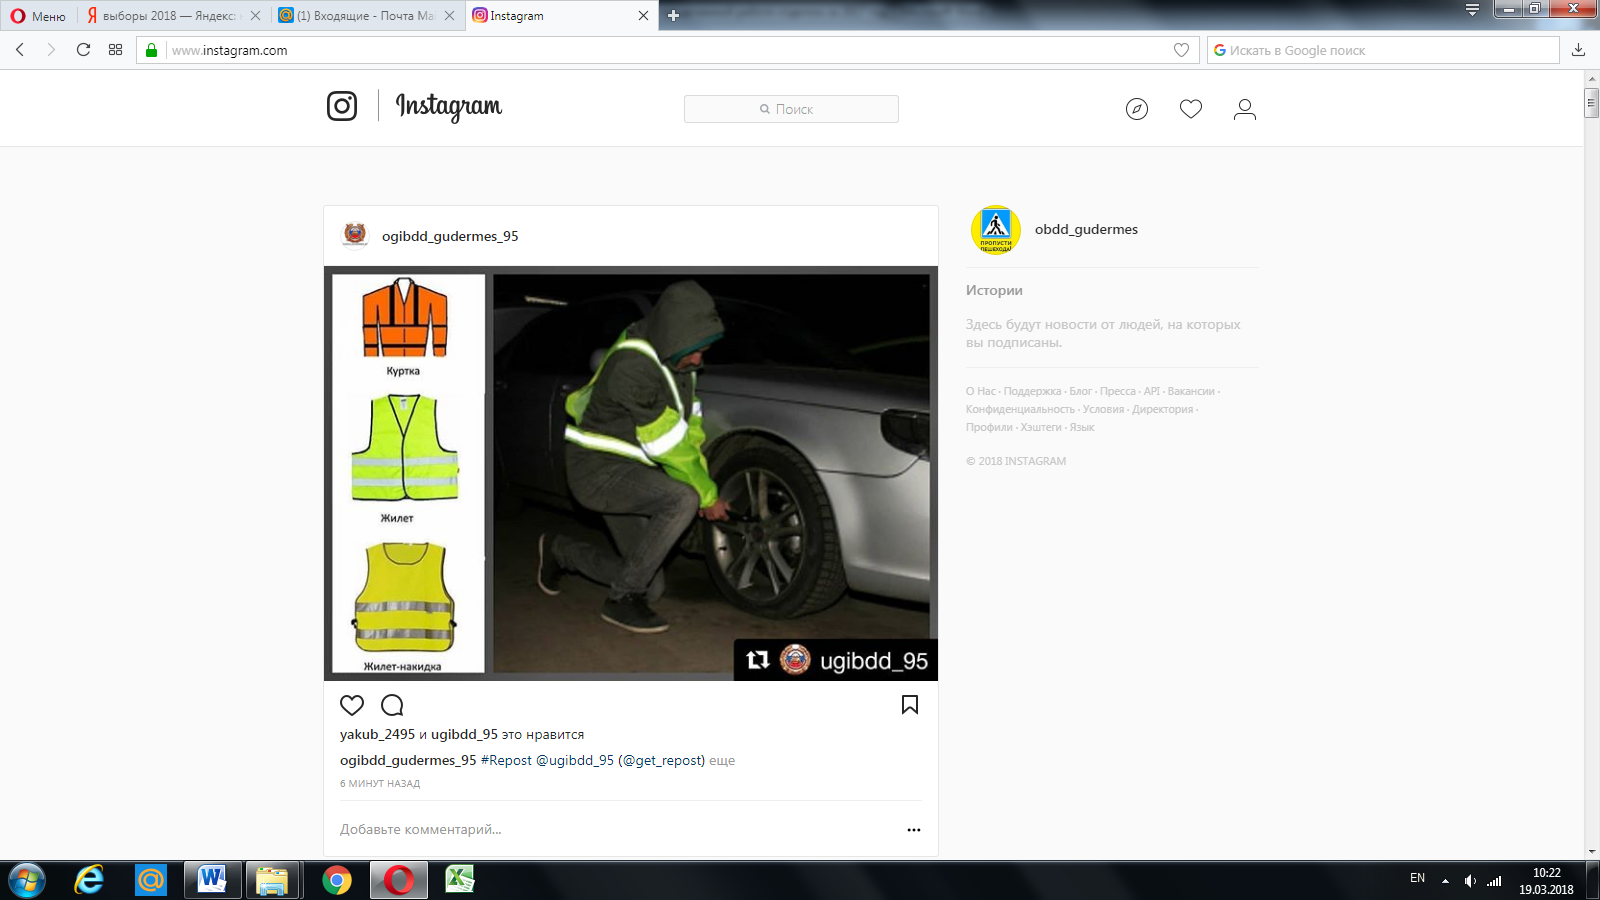 Меню
выборы 2018 — Яндекс:
(1) Входящие - Почта Mai
Instagram
www.instagram.com
Искать в Google поиск
Instagram
Поиск
ogibdd_gudermes_95
Куртка
Жилет
Жилет-накидка
ugibdd_95
yakub_2495 и ugibdd_95 это нравится
ogibdd_gudermes_95 #Repost @ugibdd_95 (@get_repost) еще
6 МИНУТ НАЗАД
Добавьте комментарий...
ПРОПУСТИ
ПЕШЕХОДА!
obdd_gudermes
Истории
Здесь будут новости от людей, на которых
вы подписаны.
О Нас · Поддержка · Блог · Пресса · API · Вакансии ·
Конфиденциальность · Условия · Директория ·
Профили · Хэштеги · Язык
© 2018 INSTAGRAM
EN
10:22
19.03.2018